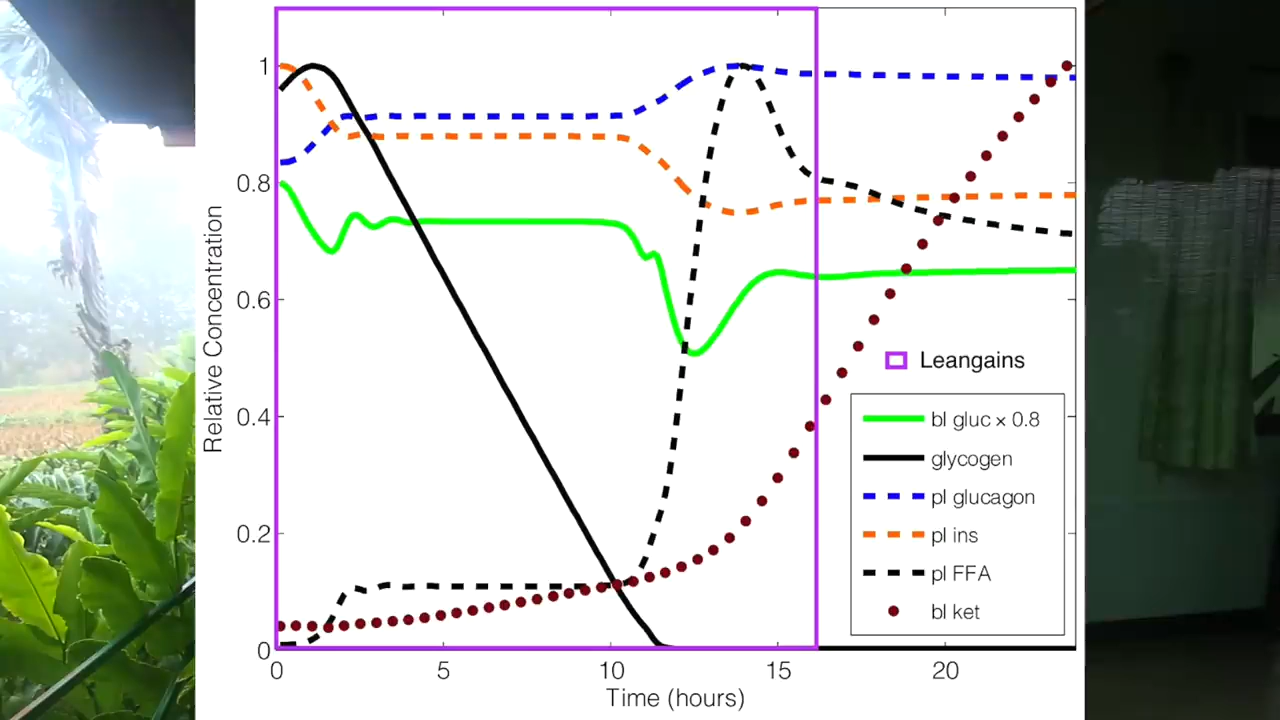 1
0.8
0.6
0.4
0.2
0
Relative Concentration
0 5 10 15 20
Time (hours)
Leangains
bl gluc × 0.8
glycogen
pl glucagon
pl ins
pl FFA
bl ket